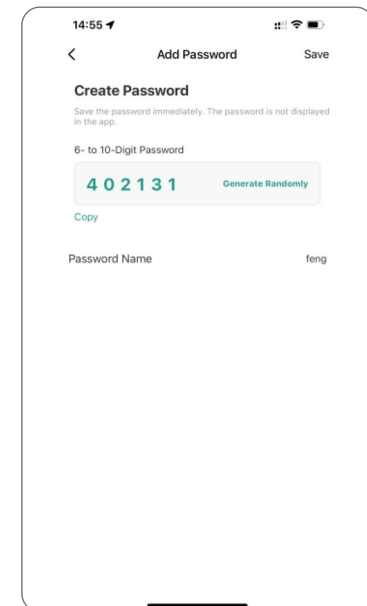 14:55
Add Password
Save
Create Password
Save the password immediately. The password is not displayed
in the app.
6- to 10-Digit Password
402131
Generate Randomly
Copy
Password Name
feng